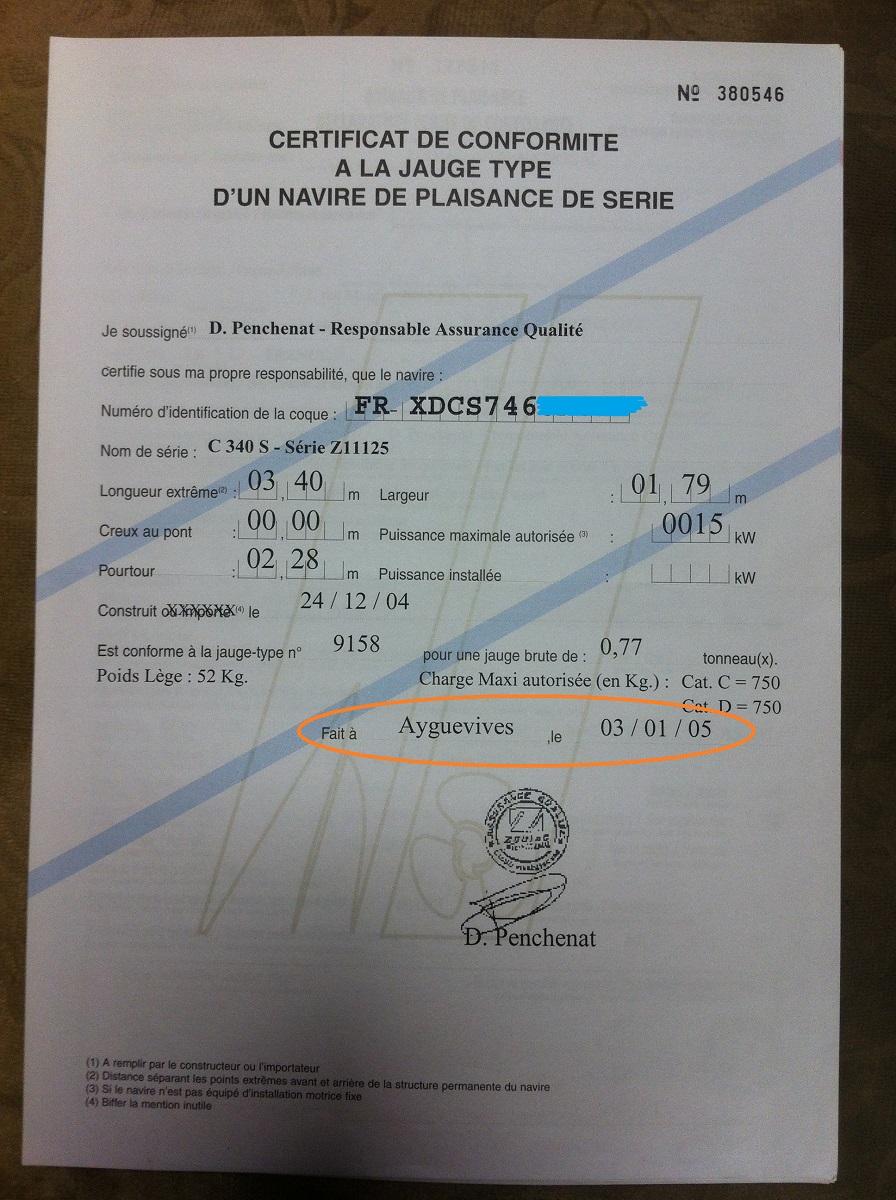 Nº 380546
CERTIFICAT DE CONFORMITE
A LA JAUGE TYPE
D'UN NAVIRE DE PLAISANCE DE SERIE
Je soussigné(1) D. Penchenat - Responsable Assurance Qualité
certifie sous ma propre responsabilité, que le navire :
Numéro d'identification de la coque : FR- XDCS746
Nom de série : C 340 S - Série Z11125
Longueur extrême(2) : 03,40 m Largeur : 01,79 m
Creux au pont : 00,00 m Puissance maximale autorisée (3) : 0015 kW
Pourtour : 02,28 m Puissance installée : kW
Construit ou importé (4) le 24 / 12 / 04
Est conforme à la jauge-type n° 9158 pour une jauge brute de : 0,77 tonneau(x).
Poids Lège : 52 Kg. Charge Maxi autorisée (en Kg.) : Cat. C = 750
Cat. D = 750
Fait à Ayguevives ,le 03 / 01 / 05
ASSURANCE QUALITE
ZODIAC
D. Penchenat
(1) A remplir par le constructeur ou l'importateur
(2) Distance séparant les points extrêmes avant et arrière de la structure permanente du navire
(3) Si le navire n'est pas équipé d'installation motrice fixe
(4) Biffer la mention inutile